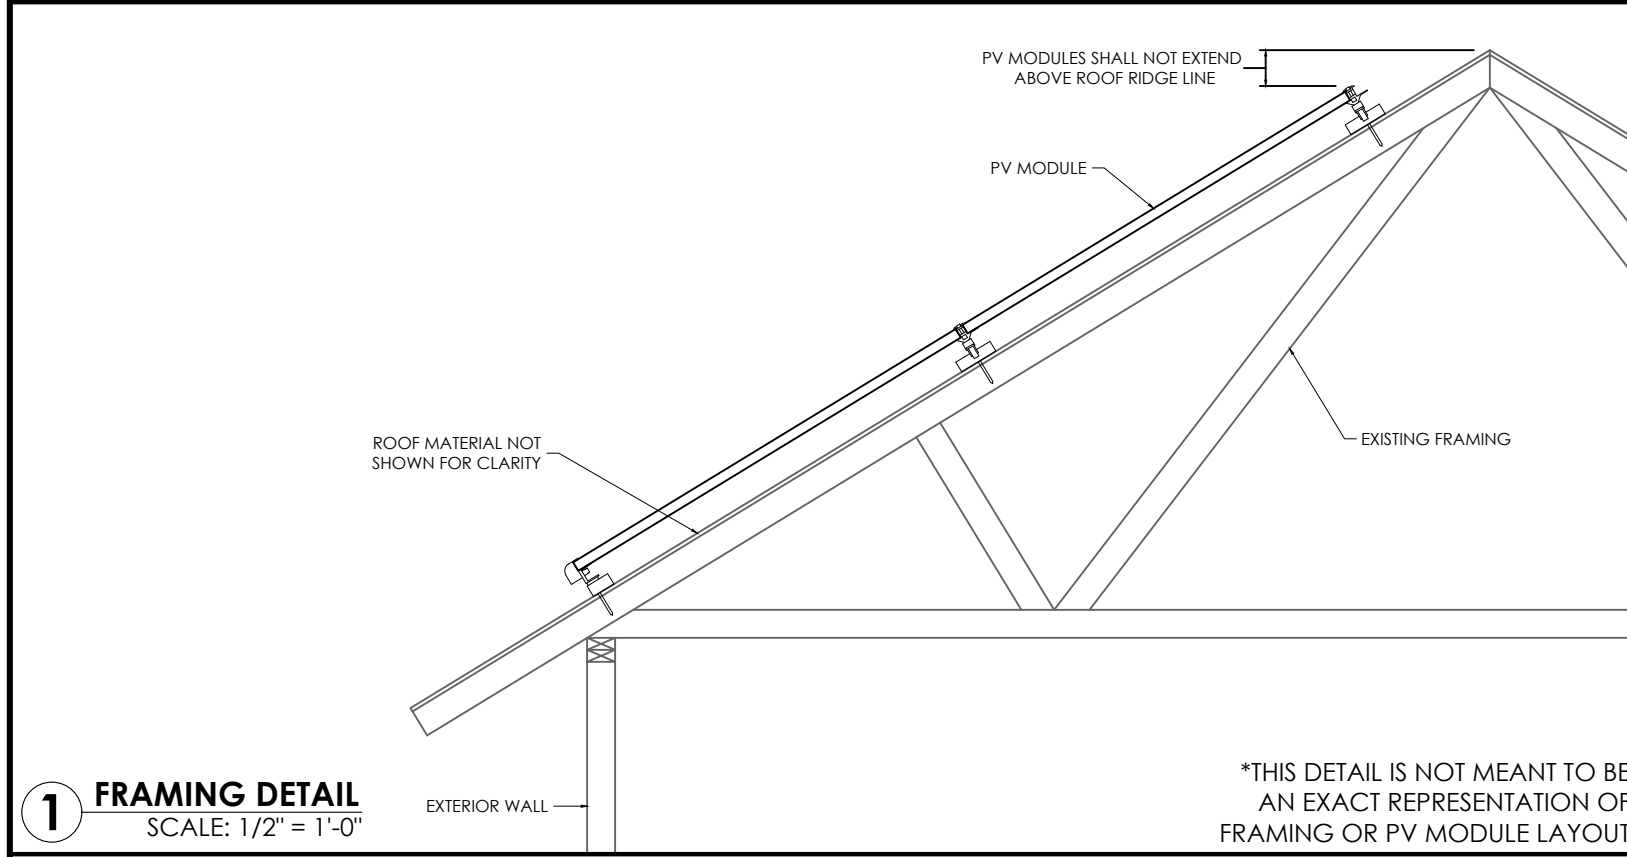 PV MODULES SHALL NOT EXTEND
ABOVE ROOF RIDGE LINE
PV MODULE
ROOF MATERIAL NOT
SHOWN FOR CLARITY
EXISTING FRAMING
EXTERIOR WALL
1
FRAMING DETAIL
SCALE: 1/2" = 1'-0"
*THIS DETAIL IS NOT MEANT TO BE
AN EXACT REPRESENTATION OF
FRAMING OR PV MODULE LAYOUT